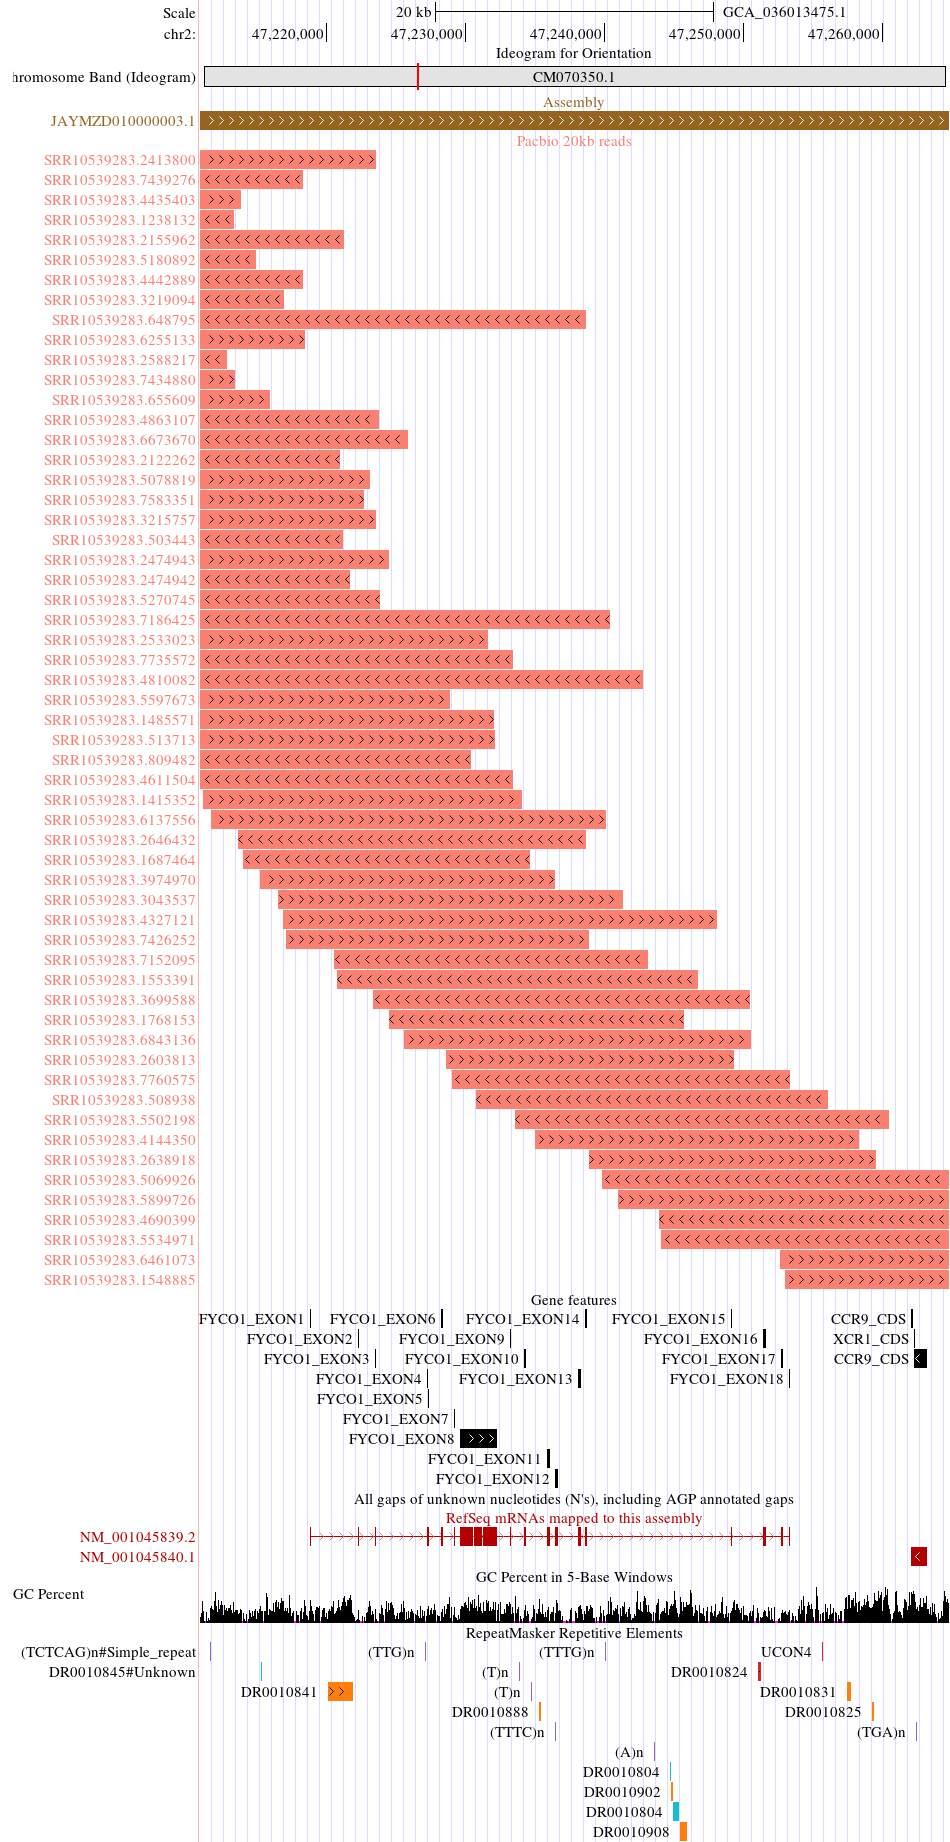 Scale 20 kb GCA_036013475.1
chr2: 47,220,000 47,230,000 47,240,000 47,250,000 47,260,000
Ideogram for Orientation
hromosome Band (Ideogram) CM070350.1
Assembly
JAYMZD010000003.1
Pacbio 20kb reads
SRR10539283.2413800
SRR10539283.7439276
SRR10539283.4435403
SRR10539283.1238132
SRR10539283.2155962
SRR10539283.5180892
SRR10539283.4442889
SRR10539283.3219094
SRR10539283.648795
SRR10539283.6255133
SRR10539283.2588217
SRR10539283.7434880
SRR10539283.655609
SRR10539283.4863107
SRR10539283.6673670
SRR10539283.2122262
SRR10539283.5078819
SRR10539283.7583351
SRR10539283.3215757
SRR10539283.503443
SRR10539283.2474943
SRR10539283.2474942
SRR10539283.5270745
SRR10539283.7186425
SRR10539283.2533023
SRR10539283.7735572
SRR10539283.4810082
SRR10539283.5597673
SRR10539283.1485571
SRR10539283.513713
SRR10539283.809482
SRR10539283.4611504
SRR10539283.1415352
SRR10539283.6137556
SRR10539283.2646432
SRR10539283.1687464
SRR10539283.3974970
SRR10539283.3043537
SRR10539283.4327121
SRR10539283.7426252
SRR10539283.7152095
SRR10539283.1553391
SRR10539283.3699588
SRR10539283.1768153
SRR10539283.6843136
SRR10539283.2603813
SRR10539283.7760575
SRR10539283.508938
SRR10539283.5502198
SRR10539283.4144350
SRR10539283.2638918
SRR10539283.5069926
SRR10539283.5899726
SRR10539283.4690399
SRR10539283.5534971
SRR10539283.6461073
SRR10539283.1548885
Gene features
FYCO1_EXON1 FYCO1_EXON6 FYCO1_EXON14 FYCO1_EXON15 CCR9_CDS
FYCO1_EXON2 FYCO1_EXON9 FYCO1_EXON16 XCR1_CDS
FYCO1_EXON3 FYCO1_EXON10 FYCO1_EXON17 CCR9_CDS
FYCO1_EXON4 FYCO1_EXON13 FYCO1_EXON18
FYCO1_EXON5
FYCO1_EXON7
FYCO1_EXON8
FYCO1_EXON11
FYCO1_EXON12
All gaps of unknown nucleotides (N's), including AGP annotated gaps
RefSeq mRNAs mapped to this assembly
NM_001045839.2
NM_001045840.1
GC Percent in 5-Base Windows
GC Percent
RepeatMasker Repetitive Elements
(TCTCAG)n#Simple_repeat (TTG)n (TTTG)n UCON4
DR0010845#Unknown (T)n DR0010824
DR0010841 (T)n DR0010831
DR0010888 DR0010825
(TTTC)n (TGA)n
(A)n
DR0010804
DR0010902
DR0010804
DR0010908